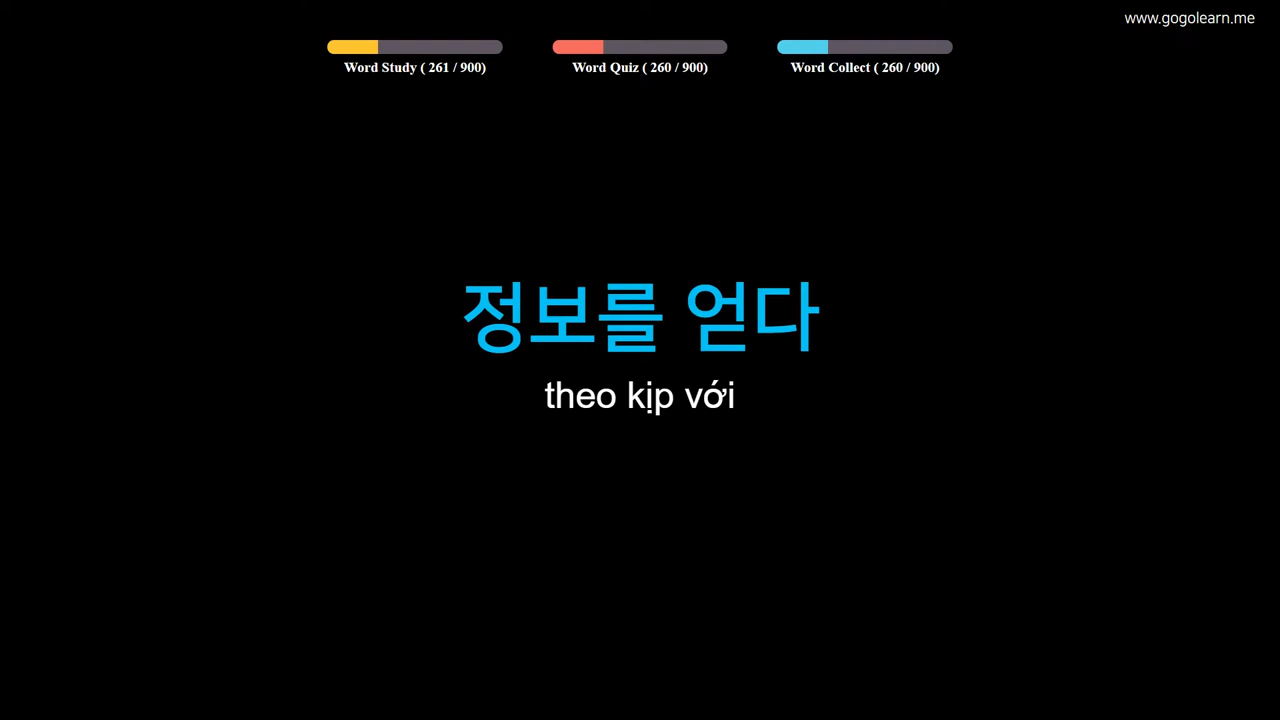 www.gogolearn.me
Word Study ( 261 / 900)
Word Quiz ( 260 / 900)
Word Collect ( 260 / 900)
정보를 얻다
theo kịp với